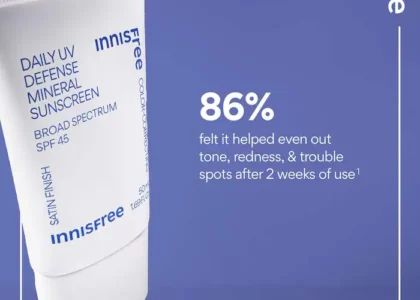 DAILY UV
DEFENSE
MINERAL
SUNSCREEN
BROAD SPECTRUM
SPF 45
innisfree
SATIN FINISH
innisfree
86%
felt it helped even out
tone, redness, & trouble
spots after 2 weeks of use¹
e